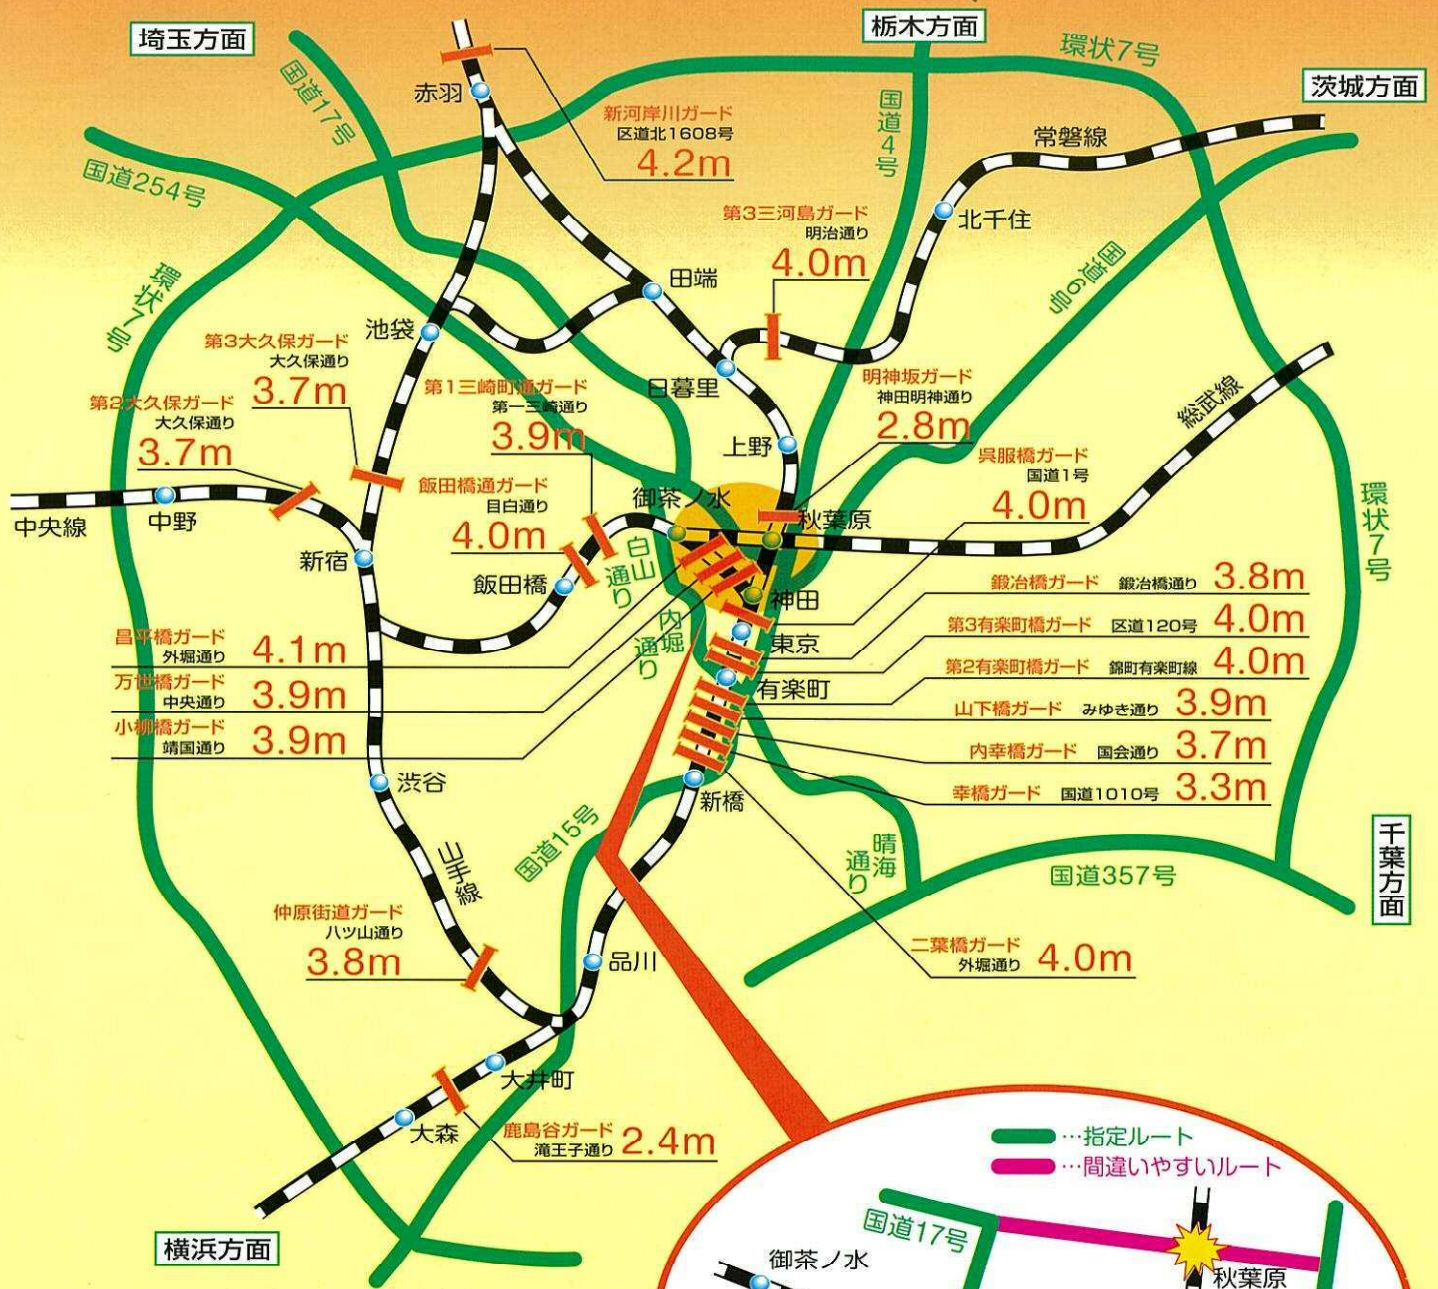 埼玉方面
栃木方面
環状7号
茨城方面
国道17号
赤羽
新河岸川ガード
区道北1608号
4.2m
国道4号
常磐線
国道254号
第3三河島ガード
明治通り
4.0m
北千住
国道6号
環状7号
田端
池袋
第3大久保ガード
大久保通り
3.7m
第2大久保ガード
大久保通り
3.7m
第1三崎町通ガード
第一三崎通り
3.9m
日暮里
明神坂ガード
神田明神通り
2.8m
総武線
上野
呉服橋ガード
国道1号
4.0m
飯田橋通ガード
目白通り
4.0m
御茶ノ水
秋葉原
環状7号
中央線
中野
新宿
飯田橋
白山通り
神田
鍛冶橋ガード 鍛冶橋通り 3.8m
内堀通り
東京
第3有楽町橋ガード 区道120号 4.0m
昌平橋ガード
外堀通り
4.1m
有楽町
第2有楽町橋ガード 錦町有楽町線 4.0m
万世橋ガード
中央通り
3.9m
山下橋ガード みゆき通り 3.9m
小柳橋ガード
靖国通り
3.9m
内幸橋ガード 国会通り 3.7m
幸橋ガード 国道1010号 3.3m
渋谷
新橋
国道15号
晴海通り
千葉方面
山手線
国道357号
仲原街道ガード
八ツ山通り
3.8m
品川
二葉橋ガード
外堀通り
4.0m
大井町
大森
鹿島谷ガード
滝王子通り
2.4m
横浜方面
…指定ルート
…間違いやすいルート
国道17号
御茶ノ水
秋葉原